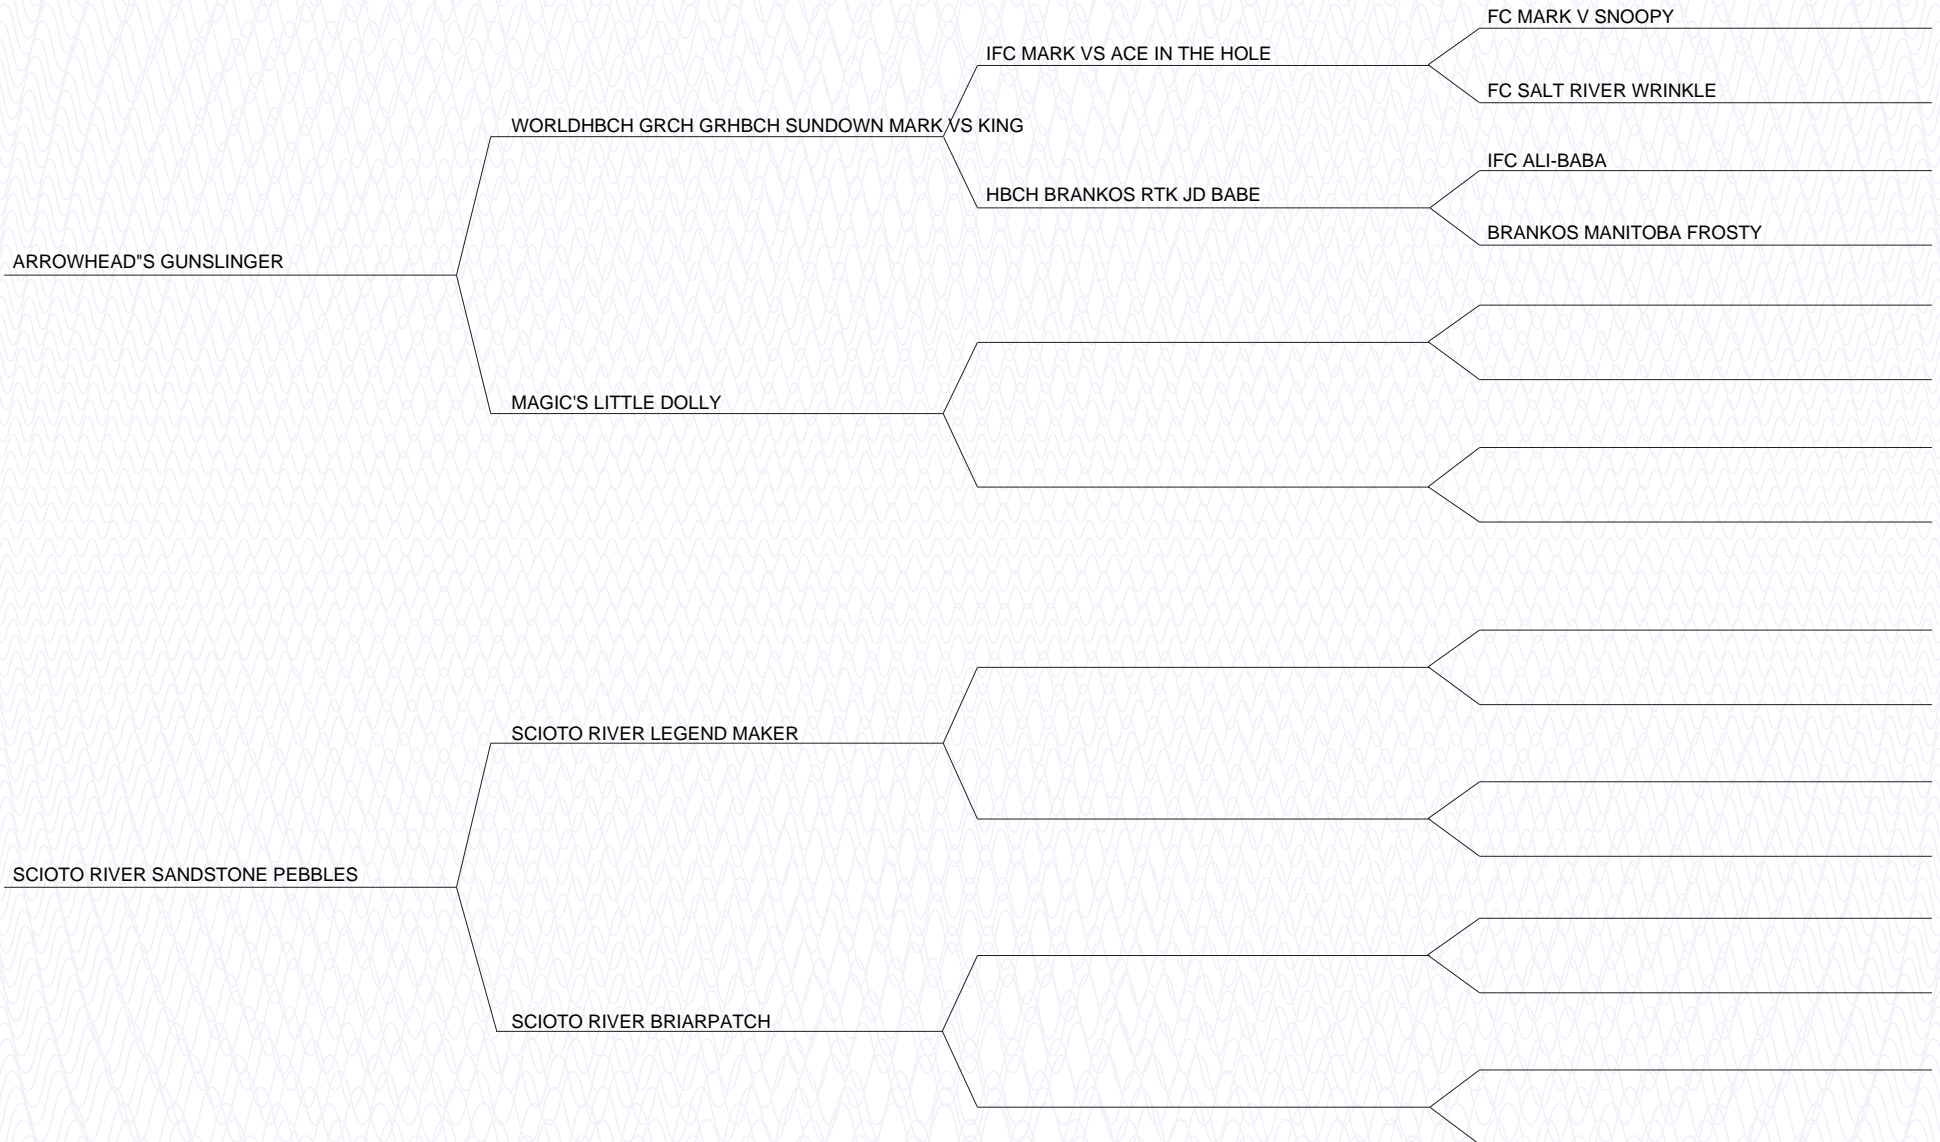 FC MARK V SNOOPY
IFC MARK VS ACE IN THE HOLE
FC SALT RIVER WRINKLE
WORLDHBCH GRCH GRHBCH SUNDOWN MARK VS KING
IFC ALI-BABA
HBCH BRANKOS RTK JD BABE
BRANKOS MANITOBA FROSTY
ARROWHEAD"S GUNSLINGER
MAGIC'S LITTLE DOLLY
SCIOTO RIVER LEGEND MAKER
SCIOTO RIVER SANDSTONE PEBBLES
SCIOTO RIVER BRIARPATCH